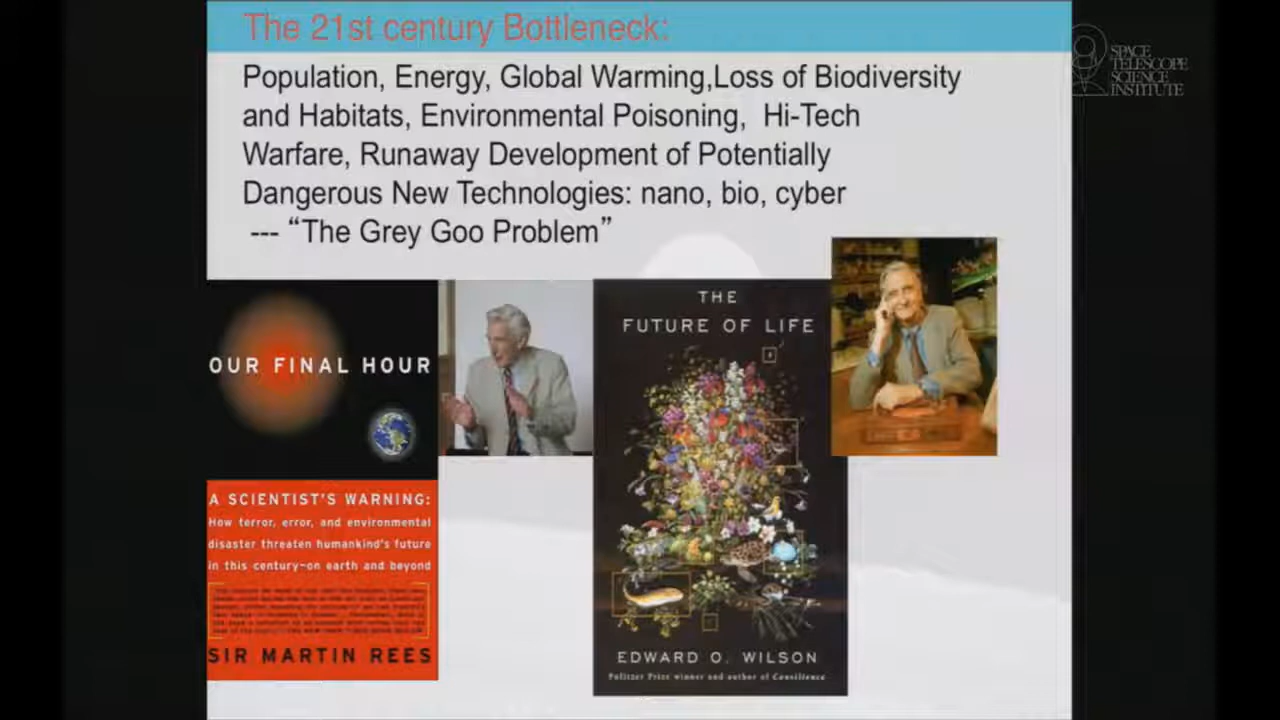 The 21st century Bottleneck:
Population, Energy, Global Warming,Loss of Biodiversity
and Habitats, Environmental Poisoning, Hi-Tech
Warfare, Runaway Development of Potentially
Dangerous New Technologies: nano, bio, cyber
--- “The Grey Goo Problem”
SPACE
TELESCOPE
SCIENCE
INSTITUTE
OUR FINAL HOUR
A SCIENTIST'S WARNING:
How terror, error, and environmental
disaster threaten humankind's future
in this century—on earth and beyond
SIR MARTIN REES
THE
FUTURE OF LIFE
EDWARD O. WILSON
Pulitzer Prize winner and author of Consilience